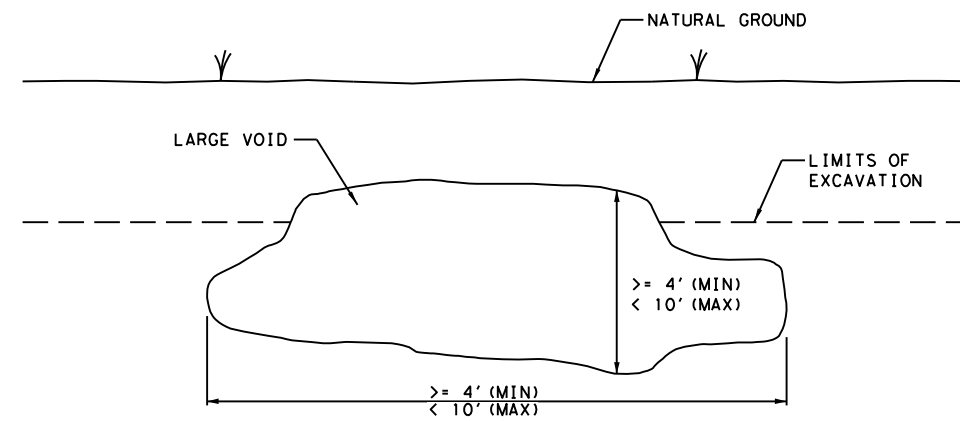 NATURAL GROUND
LARGE VOID
LIMITS OF
EXCAVATION
>= 4' (MIN)
< 10' (MAX)
>= 4' (MIN)
< 10' (MAX)